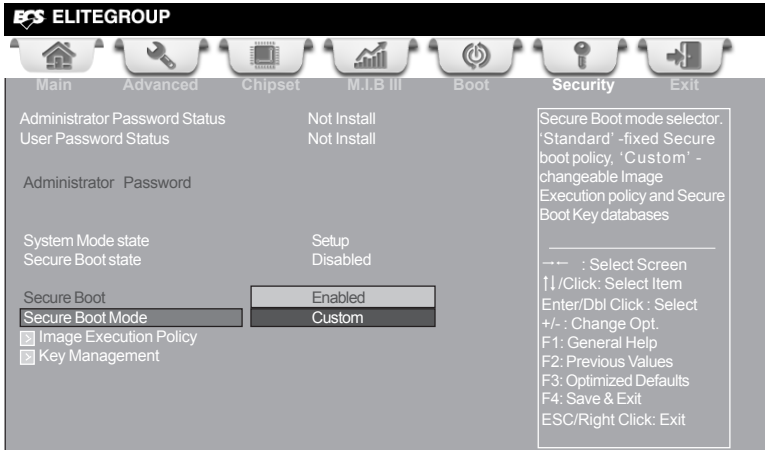 ECS ELITEGROUP
Main Advanced Chipset M.I.B III Boot Security Exit
Administrator Password Status Not Install
User Password Status Not Install
Administrator Password
System Mode state Setup
Secure Boot state Disabled
Secure Boot Enabled
Secure Boot Mode Custom
> Image Execution Policy
> Key Management
Secure Boot mode selector.
‘Standard’ -fixed Secure
boot policy, ‘Custom’ -
changeable Image
Execution policy and Secure
Boot Key databases
→← : Select Screen
↑↓/Click: Select Item
Enter/Dbl Click : Select
+/- : Change Opt.
F1: General Help
F2: Previous Values
F3: Optimized Defaults
F4: Save & Exit
ESC/Right Click: Exit